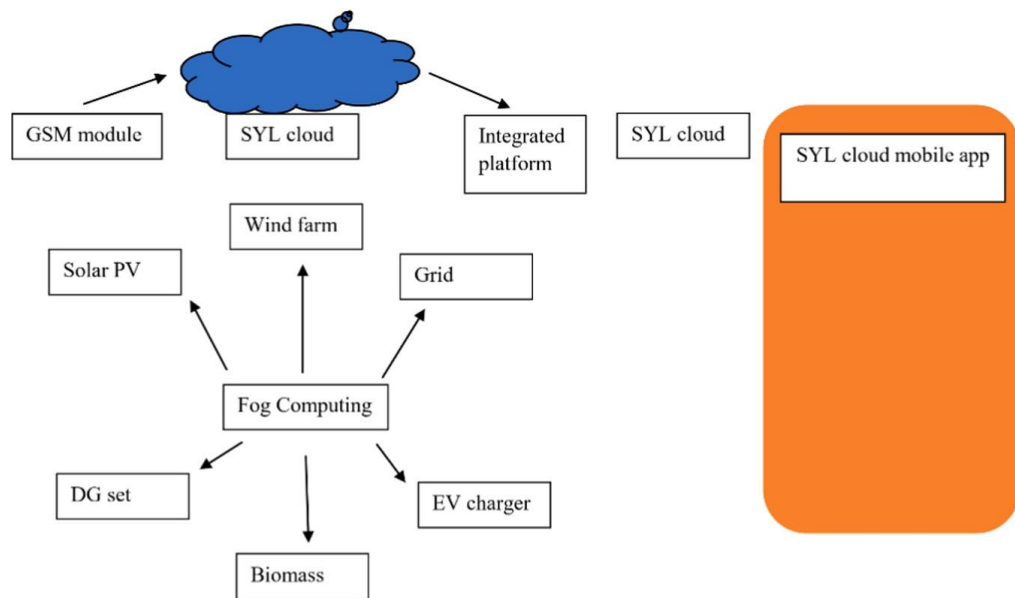 GSM module
SYL cloud
Integrated
platform
SYL cloud
SYL cloud mobile app
Wind farm
Solar PV
Grid
Fog Computing
DG set
EV charger
Biomass